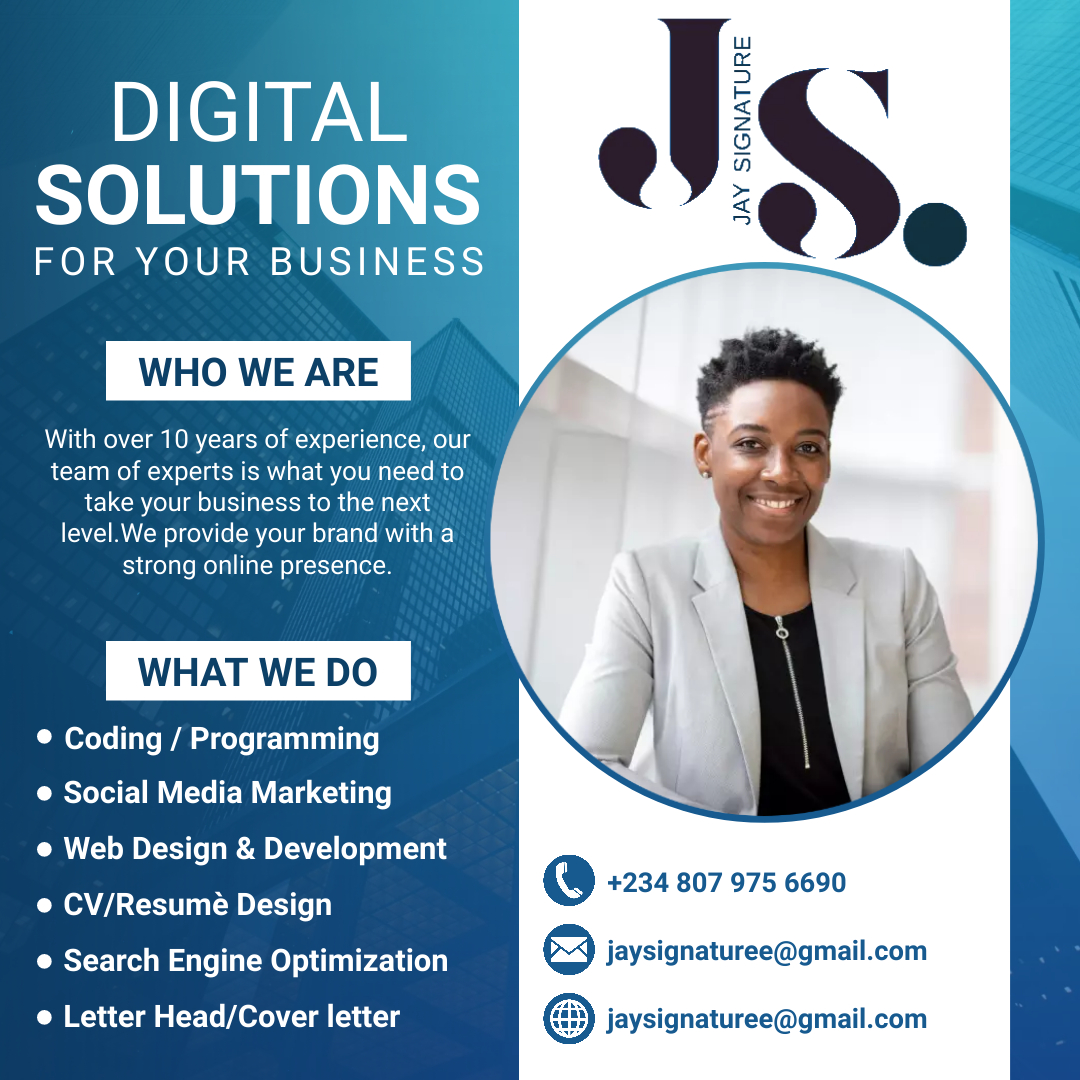 DIGITAL
SOLUTIONS
FOR YOUR BUSINESS
WHO WE ARE
With over 10 years of experience, our
team of experts is what you need to
take your business to the next
level.We provide your brand with a
strong online presence.
WHAT WE DO
• Coding / Programming
• Social Media Marketing
• Web Design & Development
• CV/Resumè Design
• Search Engine Optimization
• Letter Head/Cover letter
JS.
JAY SIGNATURE
+234 807 975 6690
jaysignaturee@gmail.com
jaysignaturee@gmail.com